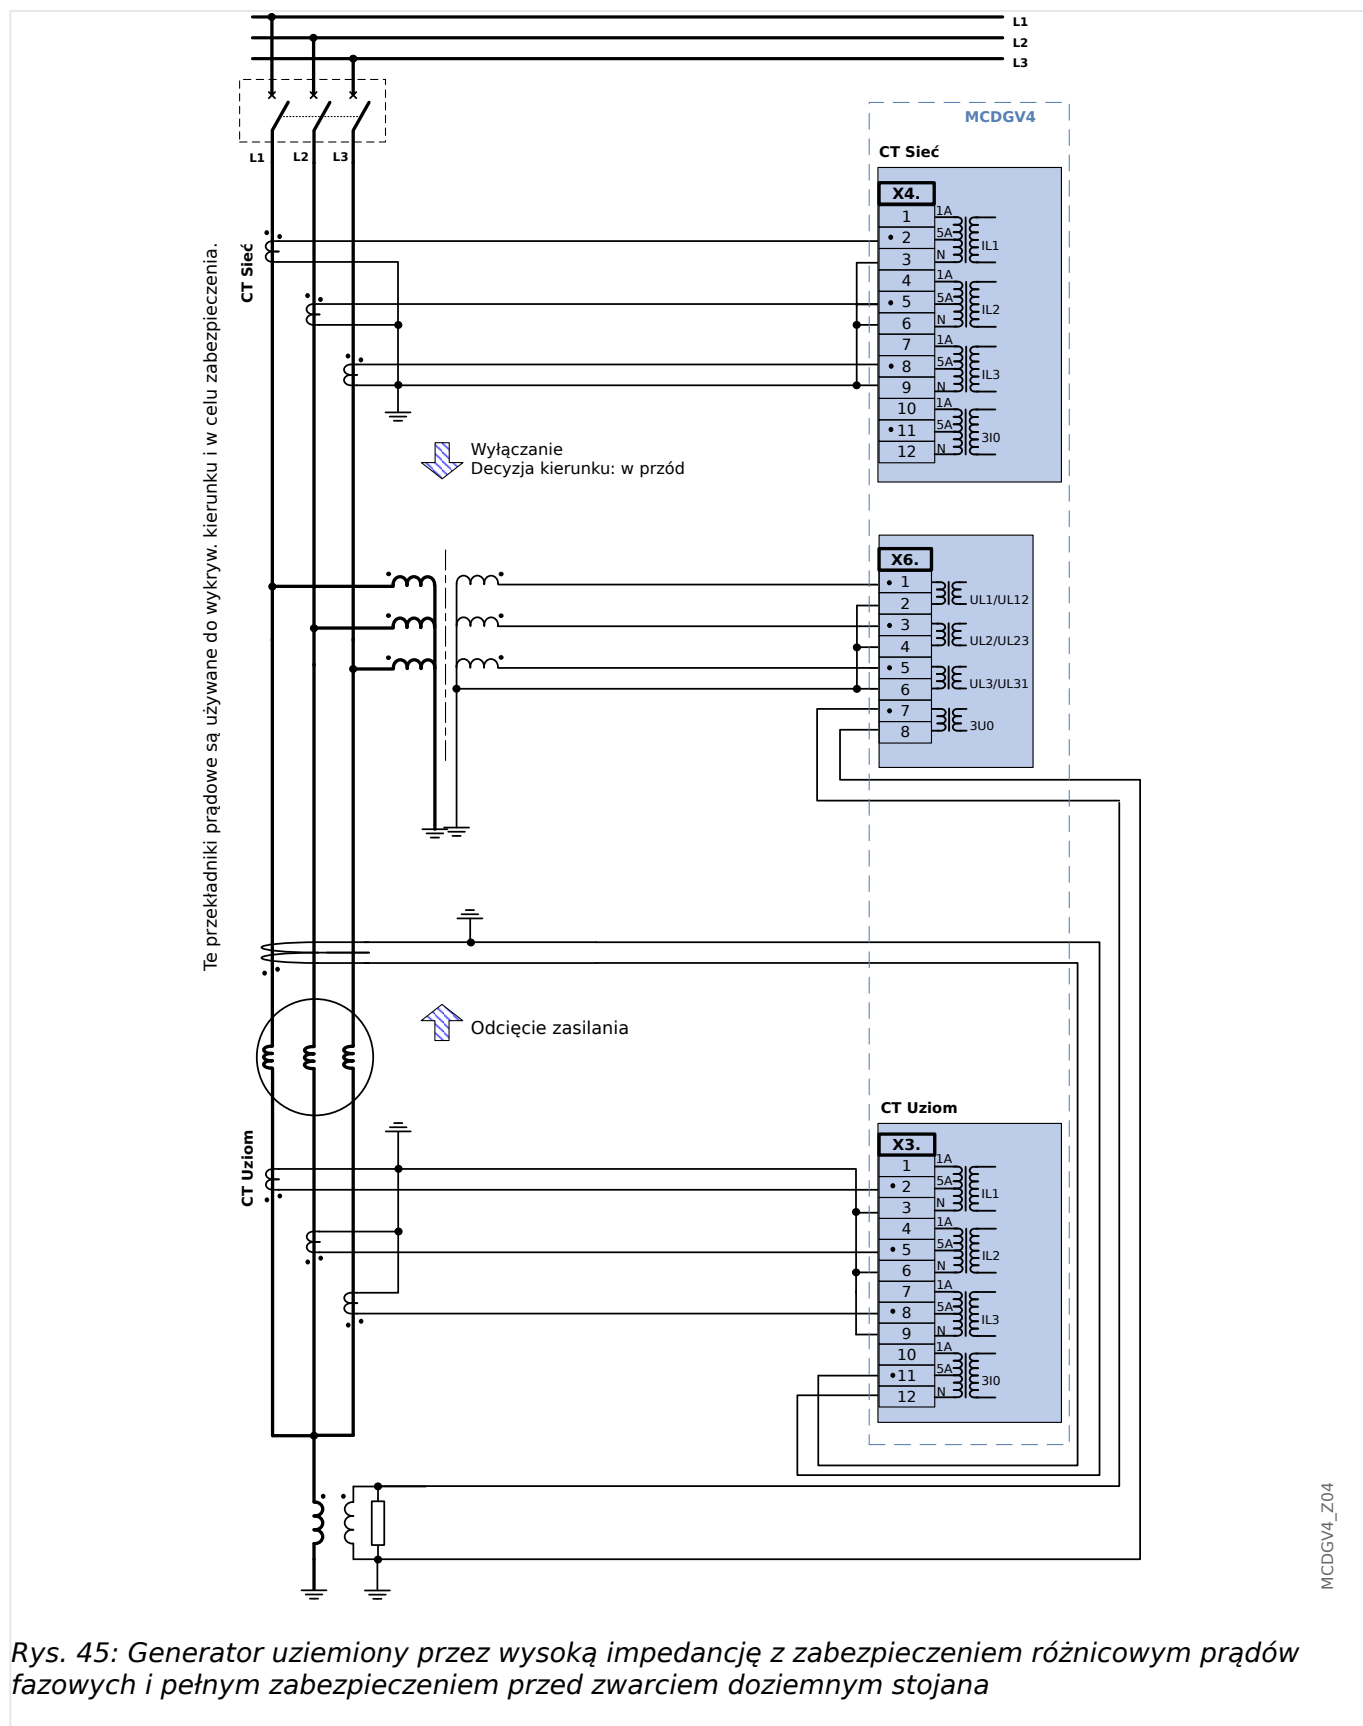 L1
L2
L3
L1
L2
L3
MCDGV4
CT Sieć
X4.
1
1A
• 2
5A
IL1
3
N
4
1A
• 5
5A
IL2
6
N
7
1A
• 8
5A
IL3
9
N
10
1A
• 11
5A
3I0
12
N
CT Sieć
Te przekładniki prądowe są używane do wykryw. kierunku i w celu zabezpieczenia.
Wyłączanie
Decyzja kierunku: w przód
X6.
• 1
2
UL1/UL12
• 3
4
UL2/UL23
• 5
6
UL3/UL31
• 7
8
3U0
Odcięcie zasilania
CT Uziom
CT Uziom
X3.
1
1A
• 2
5A
IL1
3
N
4
1A
• 5
5A
IL2
6
N
7
1A
• 8
5A
IL3
9
N
10
1A
• 11
5A
3I0
12
N
MCDGV4_Z04
Rys. 45: Generator uziemiony przez wysoką impedancję z zabezpieczeniem różnicowym prądów
fazowych i pełnym zabezpieczeniem przed zwarciem doziemnym stojana